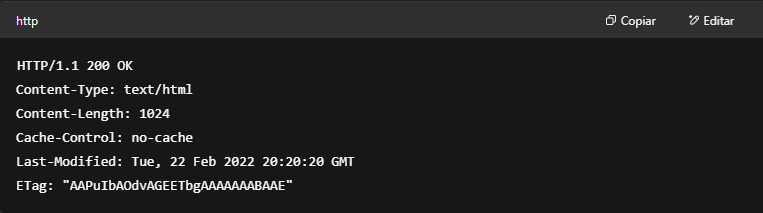 http
Copiar
Editar
HTTP/1.1 200 OK
Content-Type: text/html
Content-Length: 1024
Cache-Control: no-cache
Last-Modified: Tue, 22 Feb 2022 20:20:20 GMT
ETag: "AAPuIbAOdvAGEETbgAAAAAAABAAE"